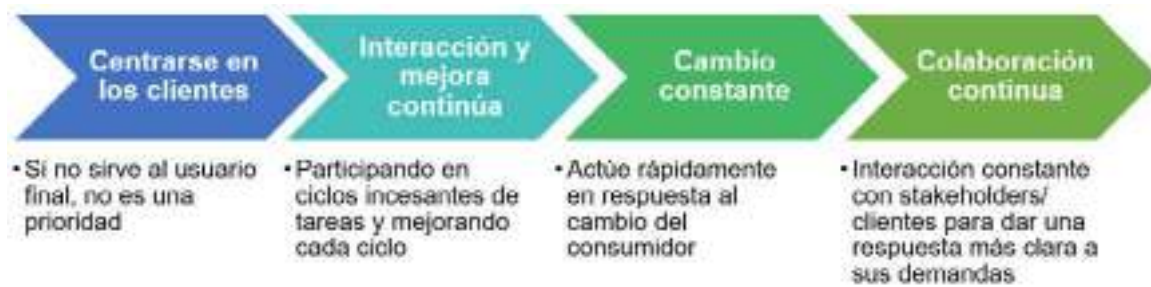 Centrarse en
los clientes
• Si no sirve al usuario
final, no es una
prioridad
Interacción y
mejora
continúa
• Participando en
ciclos incesantes de
tareas y mejorando
cada ciclo
Cambio
constante
• Actúe rápidamente
en respuesta al
cambio del
consumidor
Colaboración
continua
• Interacción constante
con stakeholders/
clientes para dar una
respuesta más clara a
sus demandas